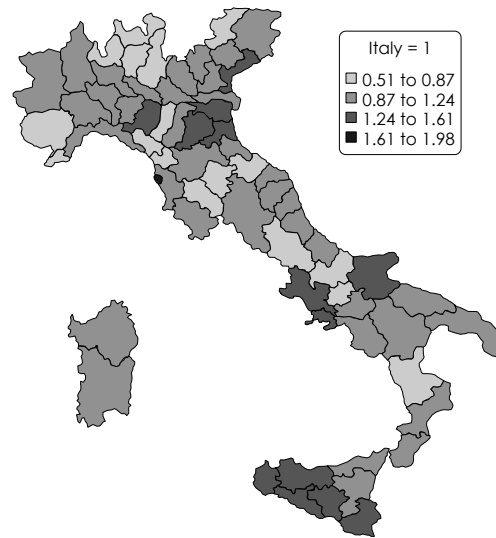 Italy = 1
0.51 to 0.87
0.87 to 1.24
1.24 to 1.61
1.61 to 1.98